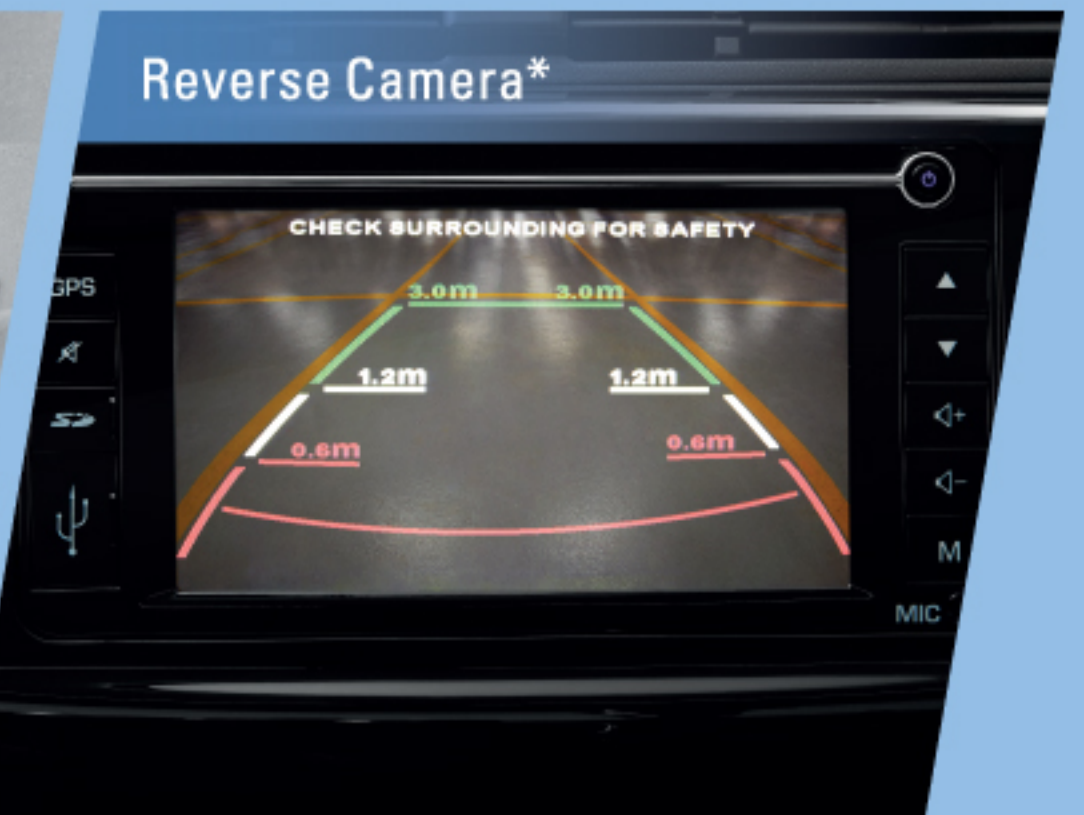 Reverse Camera*
CHECK SURROUNDING FOR SAFETY
3.0m 3.0m
GPS
1.2m 1.2m
0.6m 0.6m
M
MIC